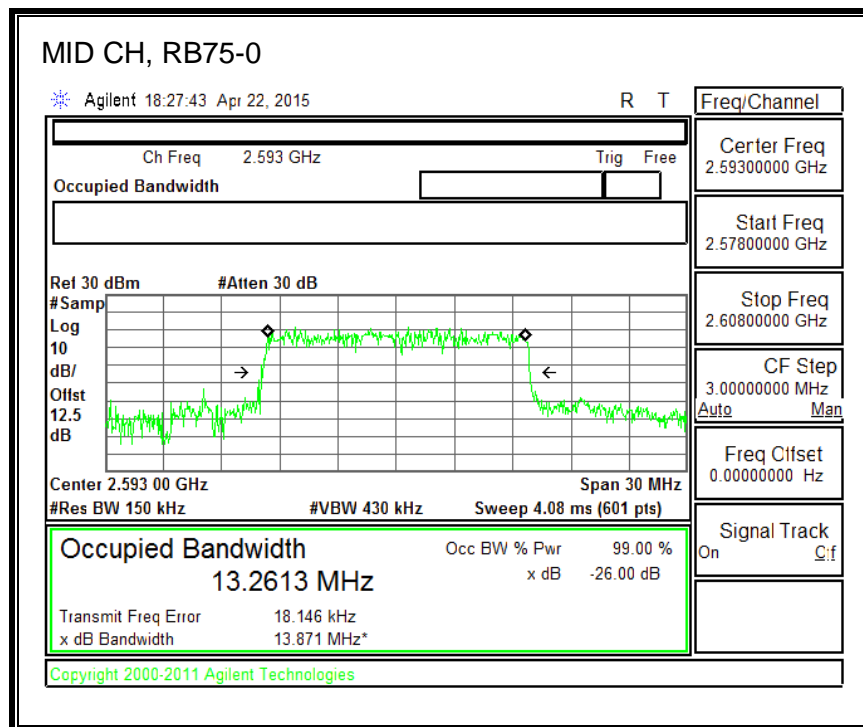 MID CH, RB75-0
Agilent 18:27:43 Apr 22, 2015 R T
Freq/Channel
Ch Freq 2.593 GHz Trig Free
Occupied Bandwidth
Center Freq
2.59300000 GHz
Start Freq
2.57800000 GHz
Stop Freq
2.60800000 GHz
CF Step
3.00000000 MHz
Auto Man
Freq Offset
0.00000000 Hz
Signal Track
On Off
Ref 30 dBm #Atten 30 dB
#Samp
Log
10
dB/
Offst
12.5
dB
Center 2.593 00 GHz Span 30 MHz
#Res BW 150 kHz #VBW 430 kHz Sweep 4.08 ms (601 pts)
Occupied Bandwidth Occ BW % Pwr 99.00 %
13.2613 MHz x dB -26.00 dB
Transmit Freq Error 18.146 kHz
x dB Bandwidth 13.871 MHz*
Copyright 2000-2011 Agilent Technologies